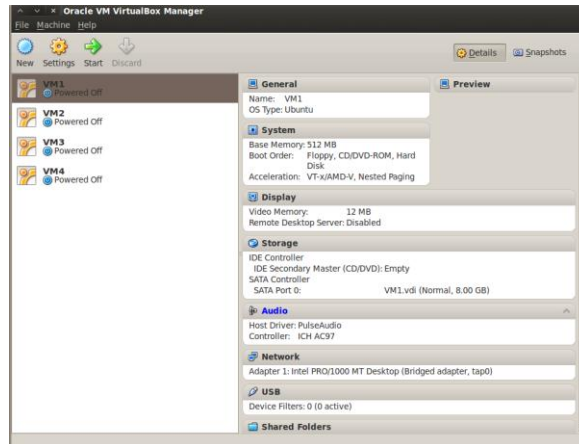 Oracle VM VirtualBox Manager
File Machine Help
New Settings Start Discard
Details Snapshots
VM1
Powered Off
VM2
Powered Off
VM3
Powered Off
VM4
Powered Off
General
Name: VM1
OS Type: Ubuntu
Preview
System
Base Memory: 512 MB
Boot Order: Floppy, CD/DVD-ROM, Hard
Disk
Acceleration: VT-x/AMD-V, Nested Paging
Display
Video Memory: 12 MB
Remote Desktop Server: Disabled
Storage
IDE Controller
IDE Secondary Master (CD/DVD): Empty
SATA Controller
SATA Port 0: VM1.vdi (Normal, 8.00 GB)
Audio
Host Driver: PulseAudio
Controller: ICH AC97
Network
Adapter 1: Intel PRO/1000 MT Desktop (Bridged adapter, tap0)
USB
Device Filters: 0 (0 active)
Shared Folders